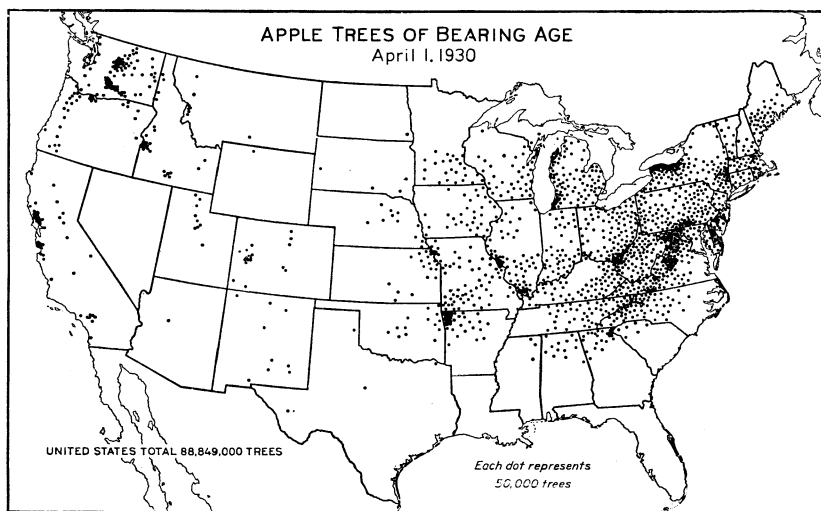 APPLE TREES OF BEARING AGE
April 1, 1930
UNITED STATES TOTAL 88,849,000 TREES
Each dot represents
50,000 trees